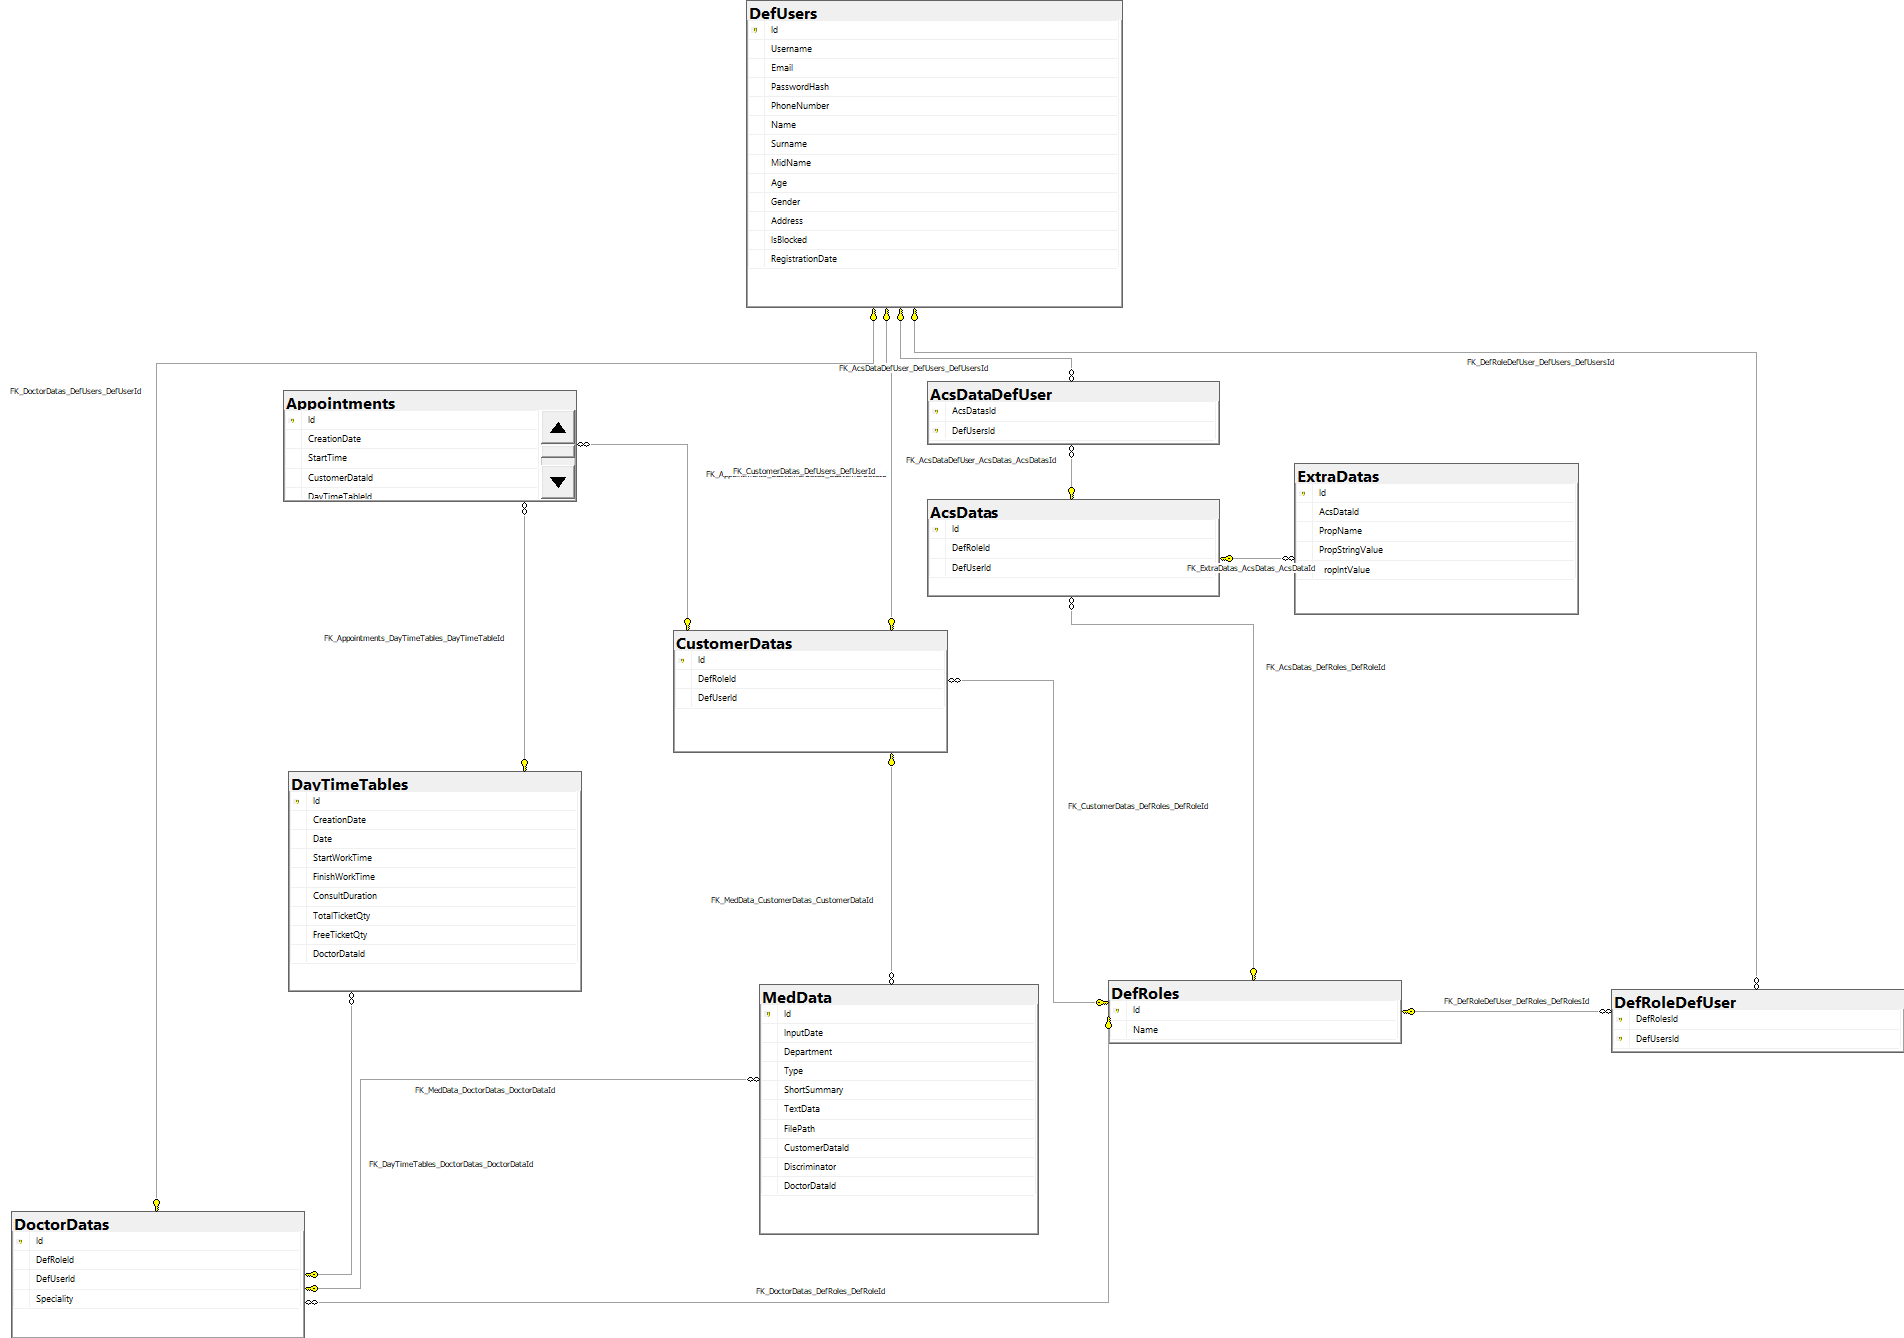 DefUsers
Id
Username
Email
PasswordHash
PhoneNumber
Name
Surname
MidName
Age
Gender
Address
IsBlocked
RegistrationDate
FK_DoctorDatas_DefUsers_DefUserId
FK_AcsDataDefUser_DefUsers_DefUsersId
FK_DefRoleDefUser_DefUsers_DefUsersId
Appointments
Id
CreationDate
StartTime
CustomerDataId
DayTimeTableId
AcsDataDefUser
AcsDatasId
DefUsersId
FK_CustomerDatas_DefUsers_DefUserId
FK_AcsDataDefUser_AcsDatas_AcsDatasId
AcsDatas
Id
DefRoleId
DefUserId
ExtraDatas
Id
AcsDataId
PropName
PropStringValue
ropIntValue
FK_ExtraDatas_AcsDatas_AcsDataId
FK_Appointments_DayTimeTables_DayTimeTableId
CustomerDatas
Id
DefRoleId
DefUserId
FK_AcsDatas_DefRoles_DefRoleId
DayTimeTables
Id
CreationDate
Date
StartWorkTime
FinishWorkTime
ConsultDuration
TotalTicketQty
FreeTicketQty
DoctorDataId
FK_CustomerDatas_DefRoles_DefRoleId
FK_MedData_CustomerDatas_CustomerDataId
MedData
Id
InputDate
Department
Type
ShortSummary
TextData
FilePath
CustomerDataId
Discriminator
DoctorDataId
DefRoles
Id
Name
FK_DefRoleDefUser_DefRoles_DefRolesId
DefRoleDefUser
DefRolesId
DefUsersId
FK_MedData_DoctorDatas_DoctorDataId
FK_DayTimeTables_DoctorDatas_DoctorDataId
DoctorDatas
Id
DefRoleId
DefUserId
Speciality
FK_DoctorDatas_DefRoles_DefRoleId